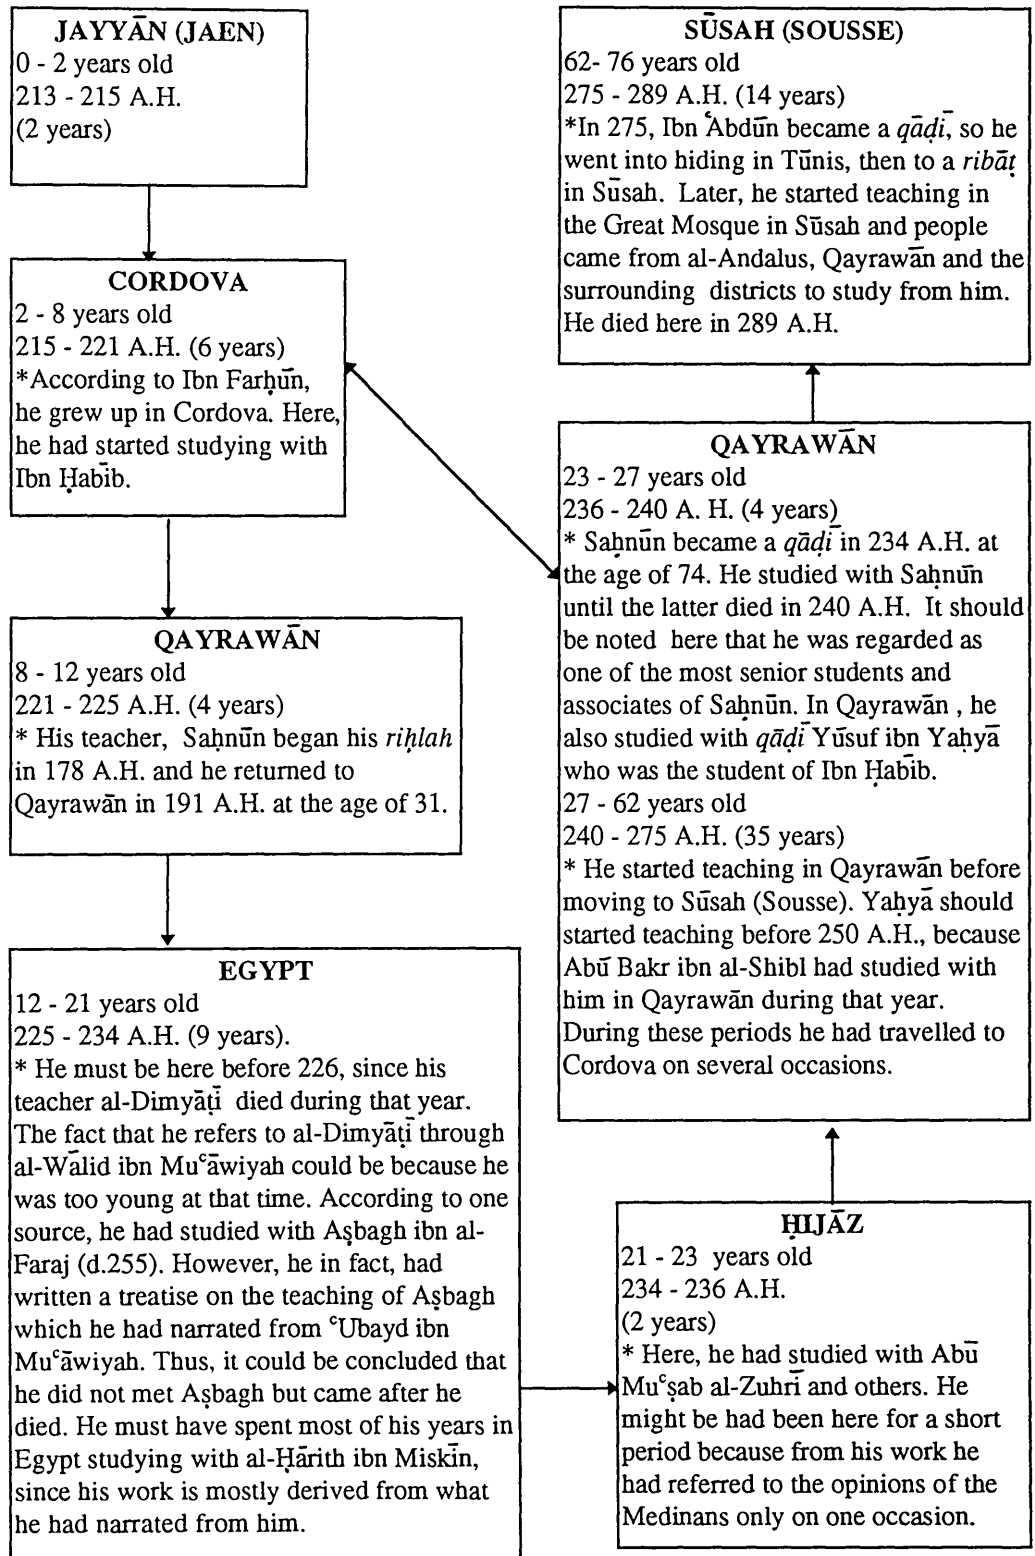 JAYYĀN (JAEN)
0 - 2 years old
213 - 215 A.H.
(2 years)
CORDOVA
2 - 8 years old
215 - 221 A.H. (6 years)
*According to Ibn Farḥūn,
he grew up in Cordova. Here,
he had started studying with
Ibn Ḥabīb.
QAYRAWĀN
8 - 12 years old
221 - 225 A.H. (4 years)
* His teacher, Saḥnūn began his riḥlah
in 178 A.H. and he returned to
Qayrawān in 191 A.H. at the age of 31.
EGYPT
12 - 21 years old
225 - 234 A.H. (9 years).
* He must be here before 226, since his
teacher al-Dimyāṭī died during that year.
The fact that he refers to al-Dimyāṭī through
al-Wālid ibn Muᶜāwiyah could be because he
was too young at that time. According to one
source, he had studied with Aṣbagh ibn al-
Faraj (d.255). However, he in fact, had
written a treatise on the teaching of Aṣbagh
which he had narrated from ᶜUbayd ibn
Muᶜāwiyah. Thus, it could be concluded that
he did not met Aṣbagh but came after he
died. He must have spent most of his years in
Egypt studying with al-Ḥārith ibn Miskīn,
since his work is mostly derived from what
he had narrated from him.
ḤIJĀZ
21 - 23 years old
234 - 236 A.H.
(2 years)
* Here, he had studied with Abū
Muᶜṣab al-Zuhrī and others. He
might be had been here for a short
period because from his work he
had referred to the opinions of the
Medinans only on one occasion.
QAYRAWĀN
23 - 27 years old
236 - 240 A. H. (4 years)
* Saḥnūn became a qāḍī in 234 A.H. at
the age of 74. He studied with Saḥnūn
until the latter died in 240 A.H. It should
be noted here that he was regarded as
one of the most senior students and
associates of Saḥnūn. In Qayrawān , he
also studied with qāḍī Yūsuf ibn Yaḥyā
who was the student of Ibn Ḥabīb.
27 - 62 years old
240 - 275 A.H. (35 years)
* He started teaching in Qayrawān before
moving to Sūsah (Sousse). Yaḥyā should
started teaching before 250 A.H., because
Abū Bakr ibn al-Shibl had studied with
him in Qayrawān during that year.
During these periods he had travelled to
Cordova on several occasions.
SŪSAH (SOUSSE)
62- 76 years old
275 - 289 A.H. (14 years)
*In 275, Ibn ᶜAbdūn became a qāḍī, so he
went into hiding in Tūnis, then to a ribāṭ
in Sūsah. Later, he started teaching in
the Great Mosque in Sūsah and people
came from al-Andalus, Qayrawān and the
surrounding districts to study from him.
He died here in 289 A.H.